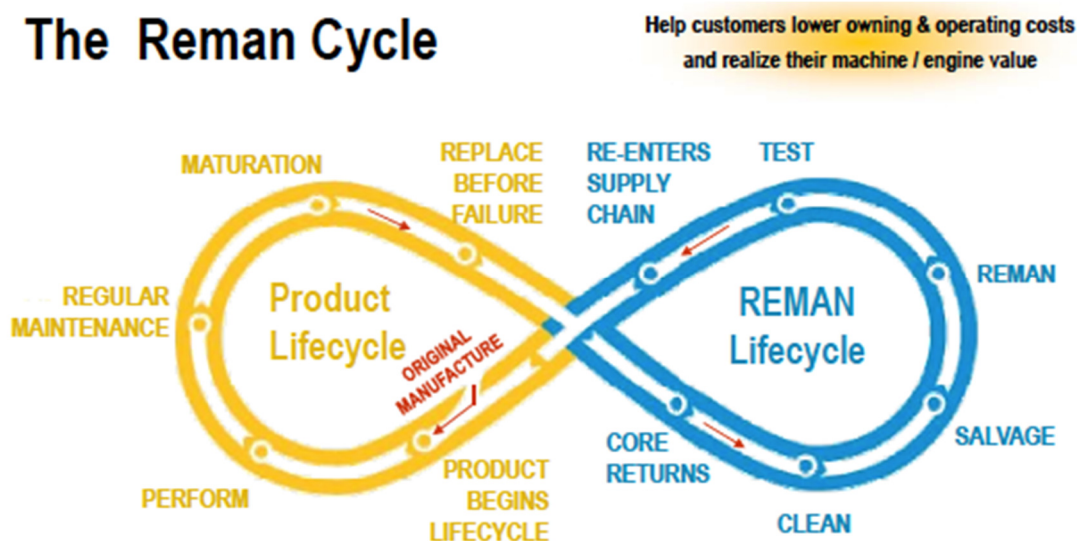 The Reman Cycle
Help customers lower owning & operating costs
and realize their machine / engine value
MATURATION
REPLACE
BEFORE
FAILURE
RE-ENTERS
SUPPLY
CHAIN
TEST
REGULAR
MAINTENANCE
Product
Lifecycle
ORIGINAL
MANUFACTURE
REMAN
Lifecycle
REMAN
PERFORM
PRODUCT
BEGINS
LIFECYCLE
CORE
RETURNS
SALVAGE
CLEAN